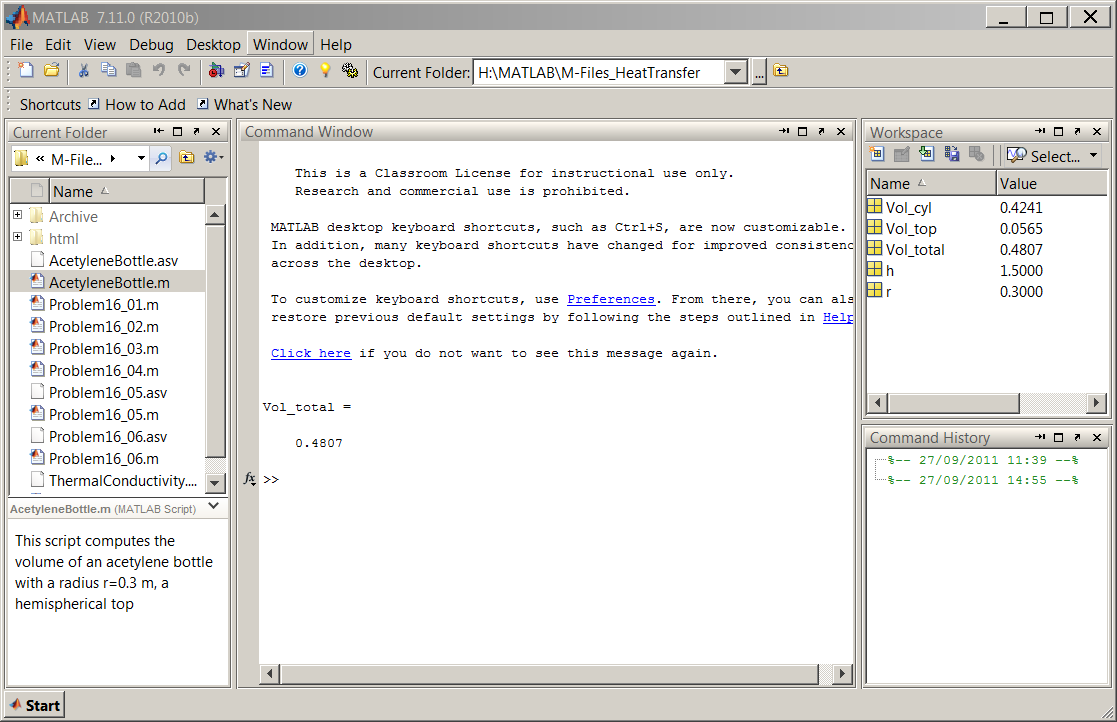 MATLAB 7.11.0 (R2010b)
File Edit View Debug Desktop Window Help
Current Folder: H:\MATLAB\M-Files_HeatTransfer ...
Shortcuts How to Add What's New
Current Folder
« M-File...
Name
Archive
html
AcetyleneBottle.asv
AcetyleneBottle.m
Problem16_01.m
Problem16_02.m
Problem16_03.m
Problem16_04.m
Problem16_05.asv
Problem16_05.m
Problem16_06.asv
Problem16_06.m
ThermalConductivity....
AcetyleneBottle.m (MATLAB Script)
This script computes the
volume of an acetylene bottle
with a radius r=0.3 m, a
hemispherical top
Command Window
This is a Classroom License for instructional use only.
Research and commercial use is prohibited.
MATLAB desktop keyboard shortcuts, such as Ctrl+S, are now customizable.
In addition, many keyboard shortcuts have changed for improved consistenc
across the desktop.
To customize keyboard shortcuts, use Preferences. From there, you can als
restore previous default settings by following the steps outlined in Help
Click here if you do not want to see this message again.
Vol_total =
0.4807
fx >>
Workspace
Select...
Name Value
Vol_cyl 0.4241
Vol_top 0.0565
Vol_total 0.4807
h 1.5000
r 0.3000
Command History
%-- 27/09/2011 11:39 --%
%-- 27/09/2011 14:55 --%
Start